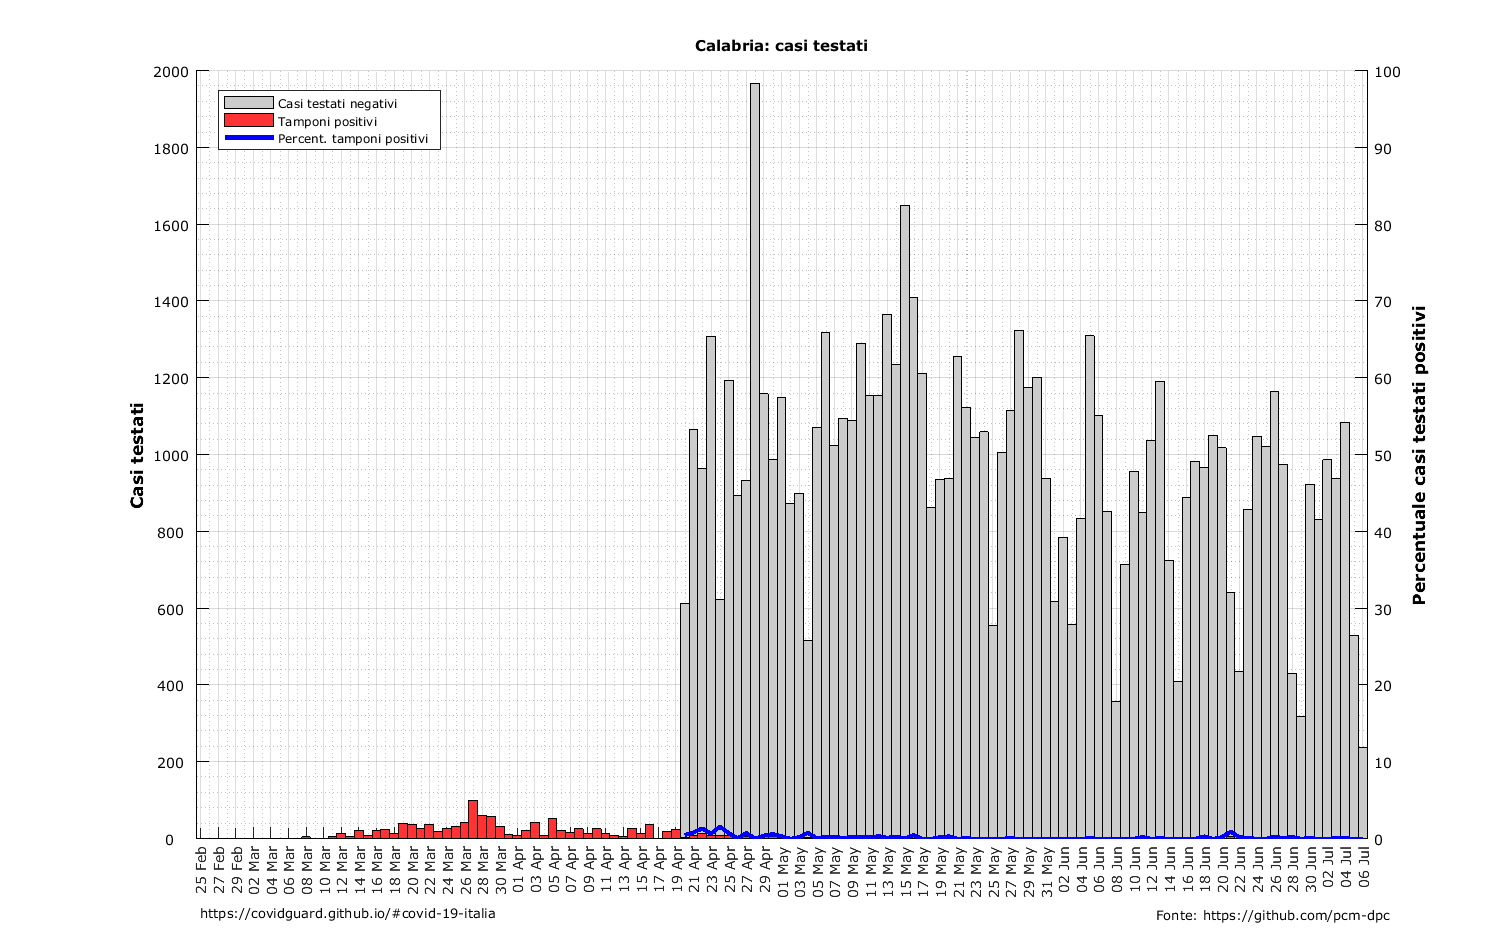 Calabria: casi testati
Casi testati negativi
Tamponi positivi
Percent. tamponi positivi
Casi testati
2000
1800
1600
1400
1200
1000
800
600
400
200
0
Percentuale casi testati positivi
100
90
80
70
60
50
40
30
20
10
0
25 Feb
27 Feb
29 Feb
02 Mar
04 Mar
06 Mar
08 Mar
10 Mar
12 Mar
14 Mar
16 Mar
18 Mar
20 Mar
22 Mar
24 Mar
26 Mar
28 Mar
30 Mar
01 Apr
03 Apr
05 Apr
07 Apr
09 Apr
11 Apr
13 Apr
15 Apr
17 Apr
19 Apr
21 Apr
23 Apr
25 Apr
27 Apr
29 Apr
01 May
03 May
05 May
07 May
09 May
11 May
13 May
15 May
17 May
19 May
21 May
23 May
25 May
27 May
29 May
31 May
02 Jun
04 Jun
06 Jun
08 Jun
10 Jun
12 Jun
14 Jun
16 Jun
18 Jun
20 Jun
22 Jun
24 Jun
26 Jun
28 Jun
30 Jun
02 Jul
04 Jul
06 Jul
https://covidguard.github.io/#covid-19-italia
Fonte: https://github.com/pcm-dpc